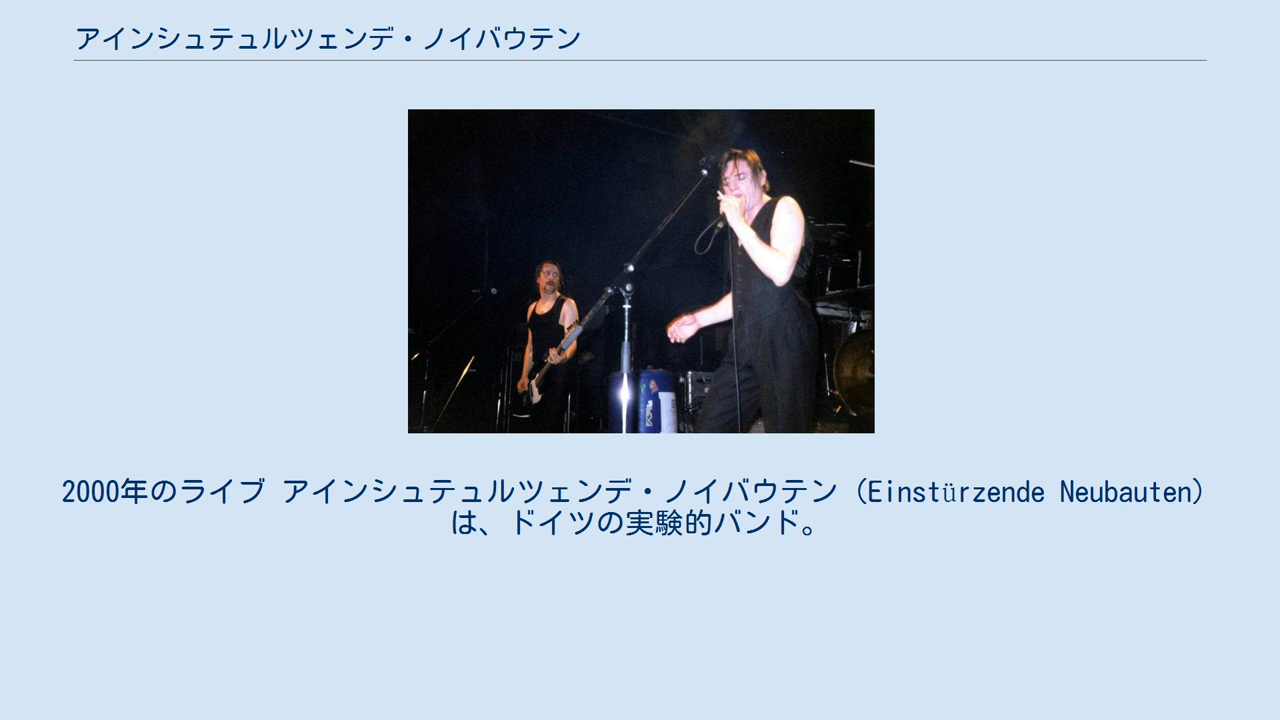 アインシュテュルツェンデ・ノイバウテン
2000年のライブ アインシュテュルツェンデ・ノイバウテン（Einstürzende Neubauten）
は、ドイツの実験的バンド。